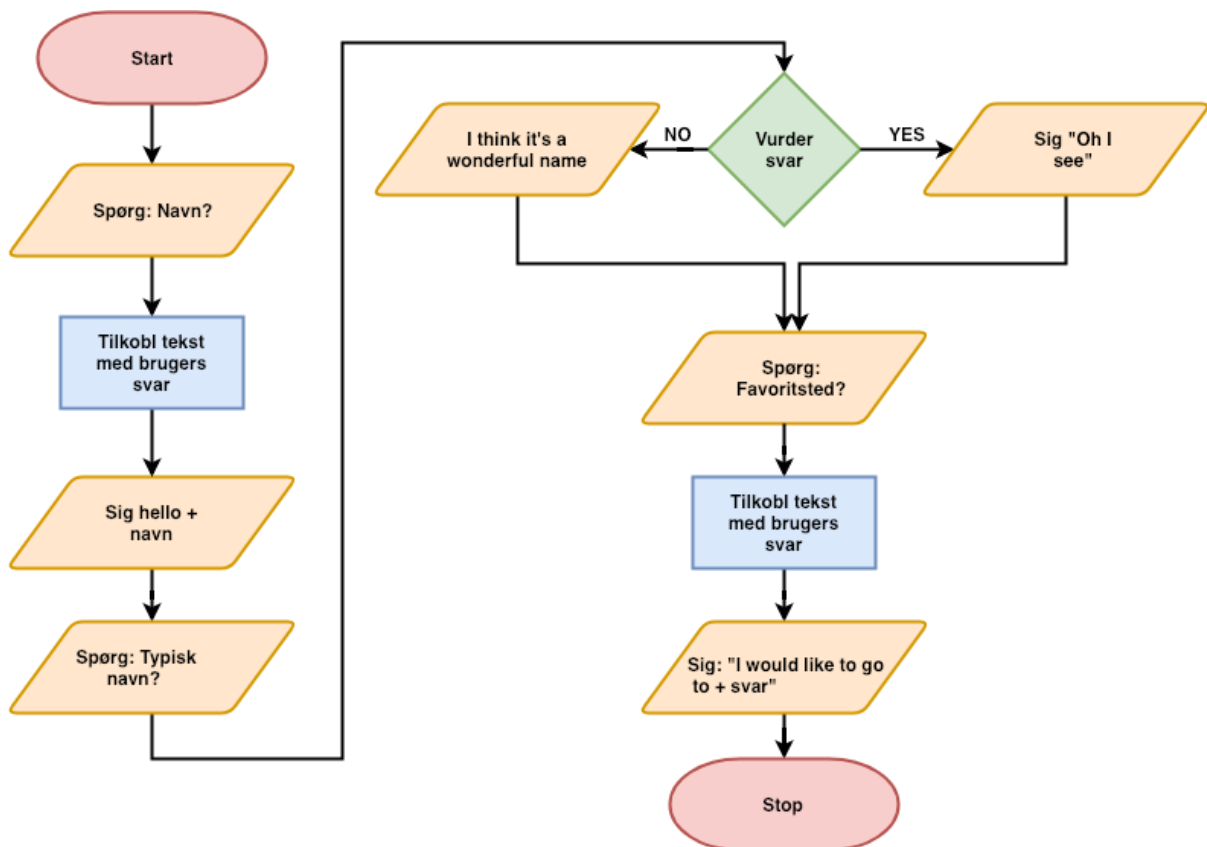 Start
Spørg: Navn?
Tilkobl tekst
med brugers
svar
Sig hello +
navn
Spørg: Typisk
navn?
Vurder
svar
NO
I think it's a
wonderful name
YES
Sig "Oh I
see"
Spørg:
Favoritsted?
Tilkobl tekst
med brugers
svar
Sig: "I would like to go
to + svar"
Stop